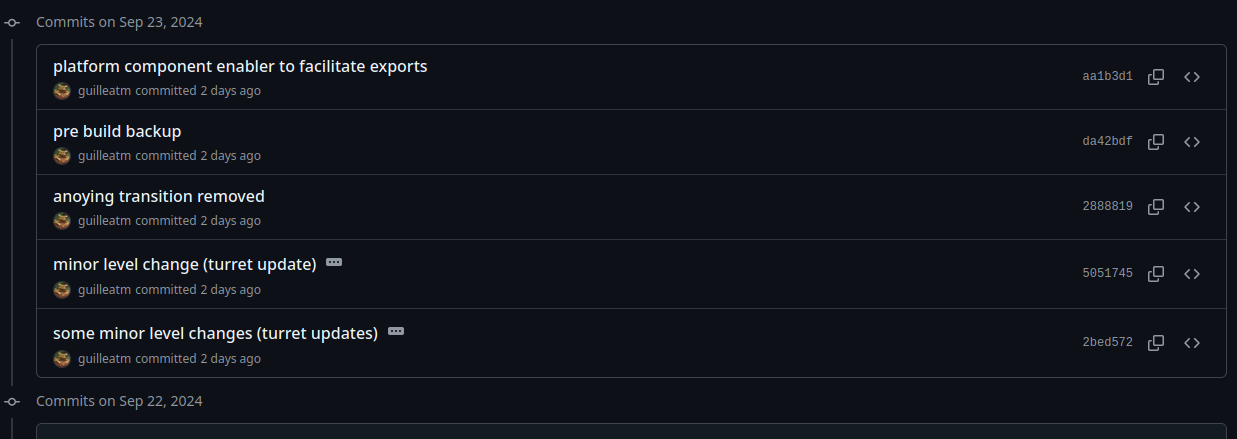 Commits on Sep 23, 2024
platform component enabler to facilitate exports
guilleatm committed 2 days ago
aa1b3d1
pre build backup
guilleatm committed 2 days ago
da42bdf
anoying transition removed
guilleatm committed 2 days ago
2888819
minor level change (turret update)
guilleatm committed 2 days ago
5051745
some minor level changes (turret updates)
guilleatm committed 2 days ago
2bed572
Commits on Sep 22, 2024